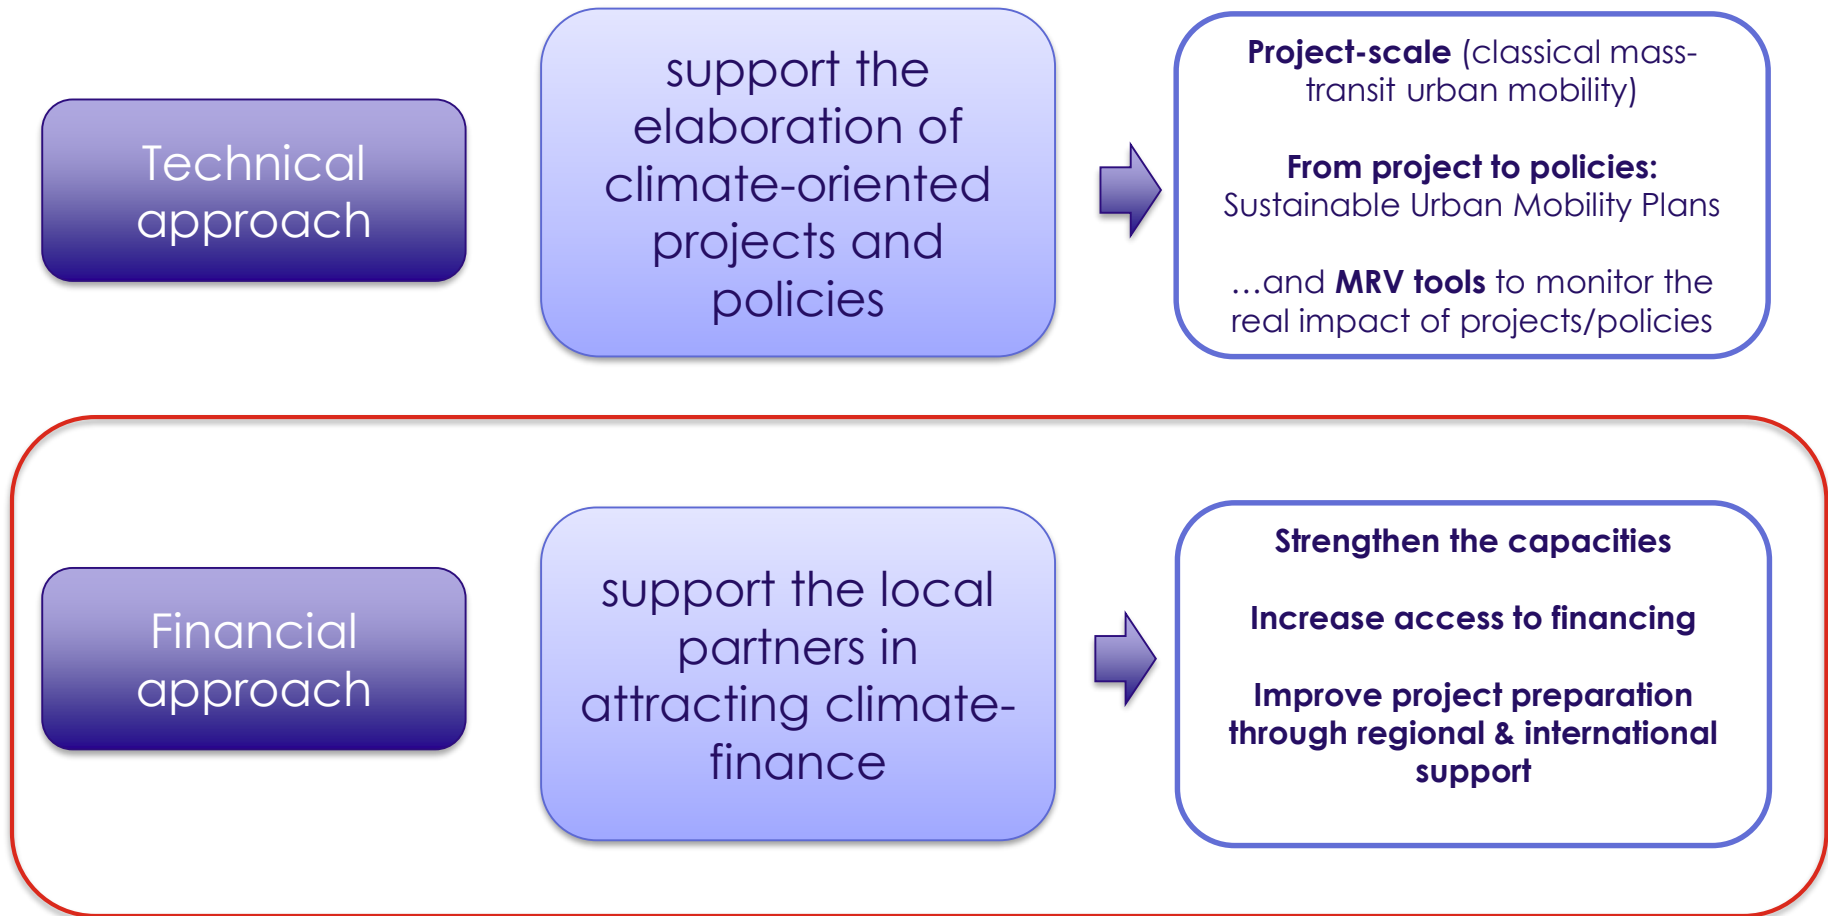 Technical
approach
support the
elaboration of
climate-oriented
projects and
policies
Project-scale (classical mass-
transit urban mobility)
From project to policies:
Sustainable Urban Mobility Plans
…and MRV tools to monitor the
real impact of projects/policies
Financial
approach
support the local
partners in
attracting climate-
finance
Strengthen the capacities
Increase access to financing
Improve project preparation
through regional & international
support